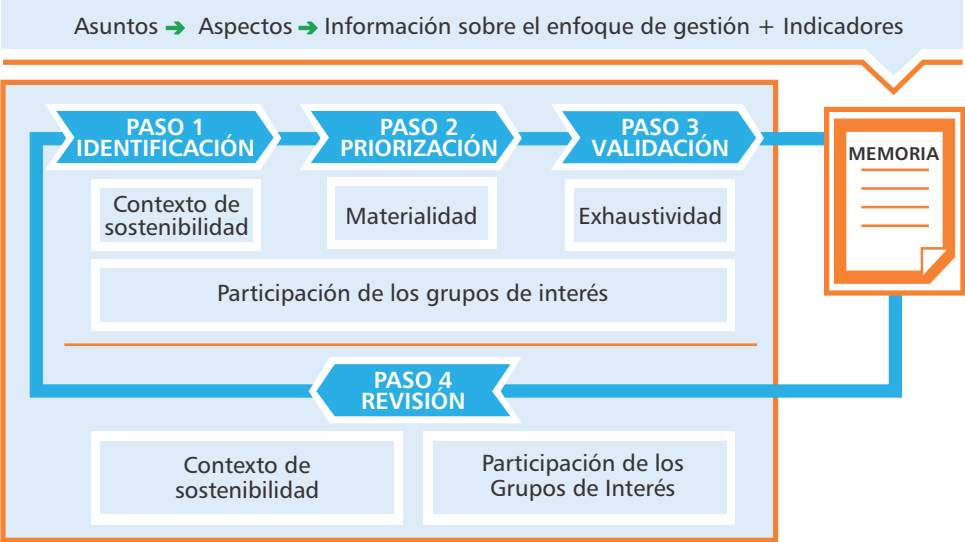 Asuntos ➔ Aspectos ➔ Información sobre el enfoque de gestión + Indicadores
PASO 1
IDENTIFICACIÓN
PASO 2
PRIORIZACIÓN
PASO 3
VALIDACIÓN
MEMORIA
Contexto de
sostenibilidad
Materialidad
Exhaustividad
Participación de los grupos de interés
PASO 4
REVISIÓN
Contexto de
sostenibilidad
Participación de los
Grupos de Interés